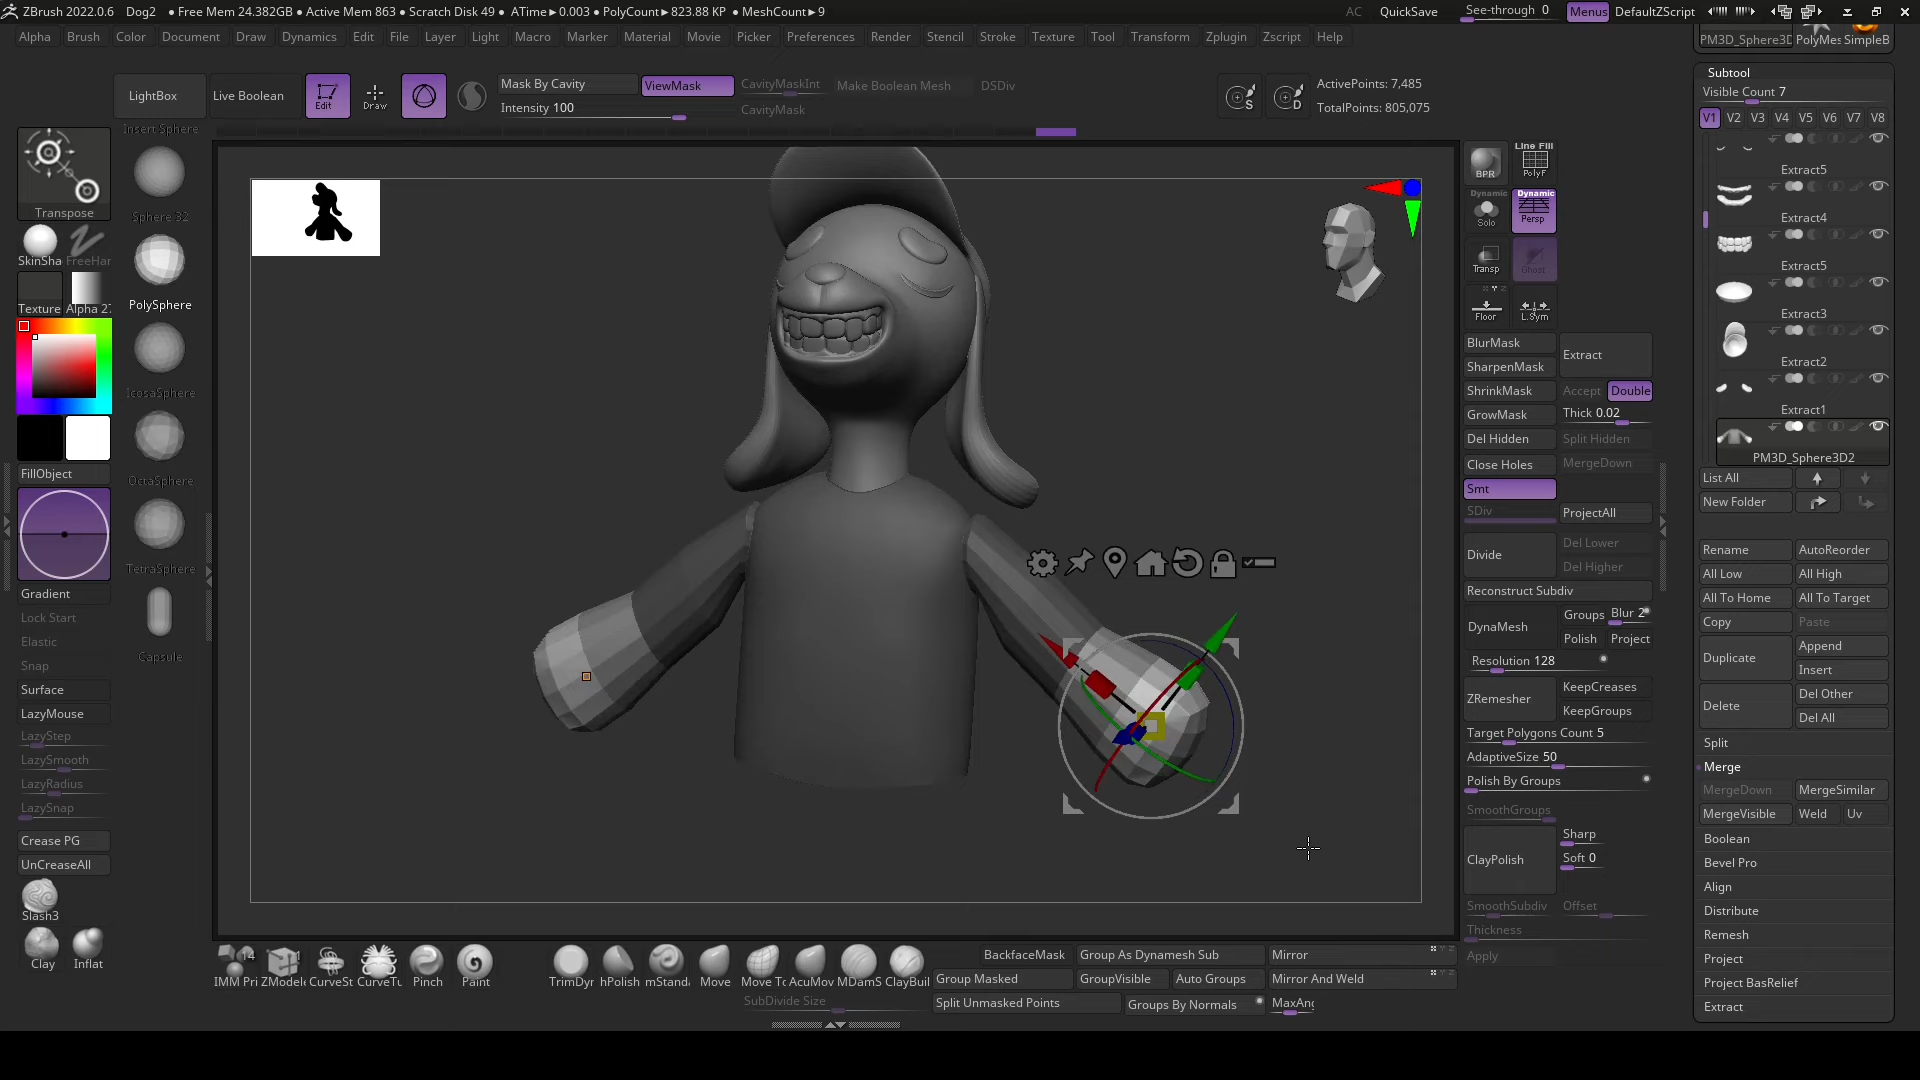 ZBrush 2022.0.6 Dog2 • Free Mem 24.382GB • Active Mem 863 • Scratch Disk 49 • ATime►0.003 • PolyCount►823.88 KP • MeshCount►9
AC QuickSave See-through 0 Menus DefaultZScript
Alpha Brush Color Document Draw Dynamics Edit File Layer Light Macro Marker Material Movie Picker Preferences Render Stencil Stroke Texture Tool Transform Zplugin Zscript Help
PM3D_Sphere3D PolyMes SimpleB
LightBox Live Boolean Edit Draw
Mask By Cavity ViewMask CavityMaskInt Make Boolean Mesh DSDiv
Intensity 100 CavityMask
S D
ActivePoints: 7,485
TotalPoints: 805,075
Subtool
Visible Count 7
V1 V2 V3 V4 V5 V6 V7 V8
Extract5
Extract4
Extract5
Extract3
Extract2
Extract1
PM3D_Sphere3D2
List All
New Folder
Rename AutoReorder
All Low All High
All To Home All To Target
Copy Paste
Duplicate Append
Insert
Delete Del Other
Del All
Split
Merge
MergeDown MergeSimilar
MergeVisible Weld Uv
Boolean
Bevel Pro
Align
Distribute
Remesh
Project
Project BasRelief
Extract
Transpose
SkinSha FreeHan
Texture Alpha 27
FillObject
Gradient
Lock Start
Elastic
Snap
Surface
LazyMouse
LazyStep
LazySmooth
LazyRadius
LazySnap
Crease PG
UnCreaseAll
Slash3
Clay Inflat
Insert Sphere
Sphere 32
PolySphere
IcosaSphere
OctaSphere
TetraSphere
Capsule
BPR
Line Fill
PolyF
Dynamic
Solo
Dynamic
Persp
Transp Ghost
Floor L.Sym
BlurMask Extract
SharpenMask
ShrinkMask Accept Double
GrowMask Thick 0.02
Del Hidden Split Hidden
Close Holes MergeDown
Smt
SDiv ProjectAll
Divide Del Lower
Del Higher
Reconstruct Subdiv
DynaMesh Groups Blur 2
Polish Project
Resolution 128
ZRemesher KeepCreases
KeepGroups
Target Polygons Count 5
AdaptiveSize 50
Polish By Groups
SmoothGroups
ClayPolish Sharp
Soft 0
SmoothSubdiv Offset
Thickness
Apply
14
IMM Pri ZModele CurveSt CurveTu Pinch Paint TrimDyr hPolish mStand Move Move To AcuMov MDamS ClayBuil
SubDivide Size
BackfaceMask Group As Dynamesh Sub Mirror
Group Masked GroupVisible Auto Groups Mirror And Weld
Split Unmasked Points Groups By Normals MaxAng